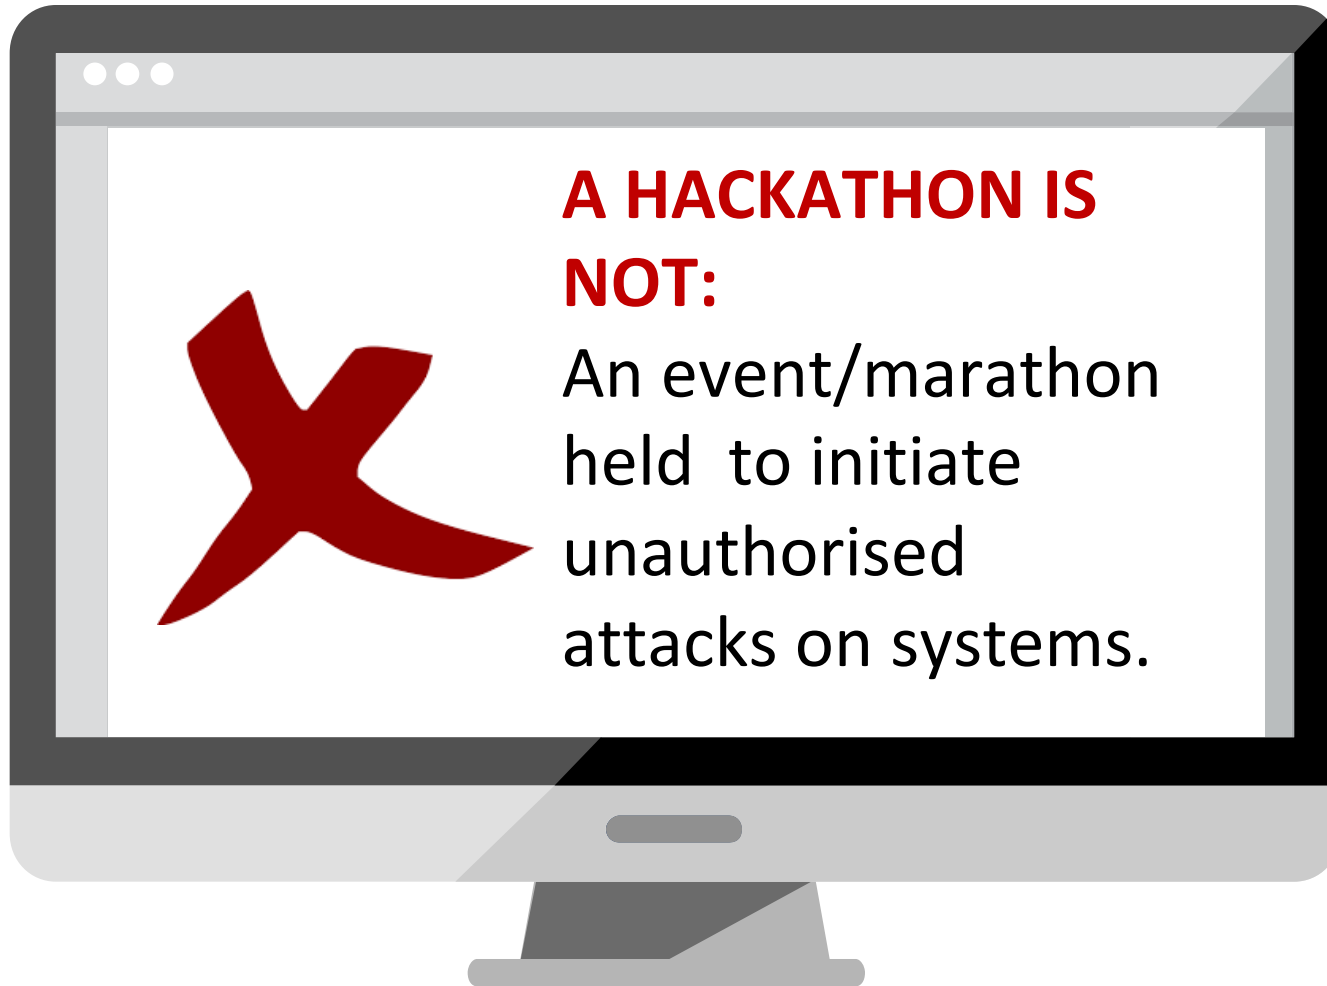 A HACKATHON IS
NOT:
An event/marathon
held  to initiate
unauthorised
attacks on systems.